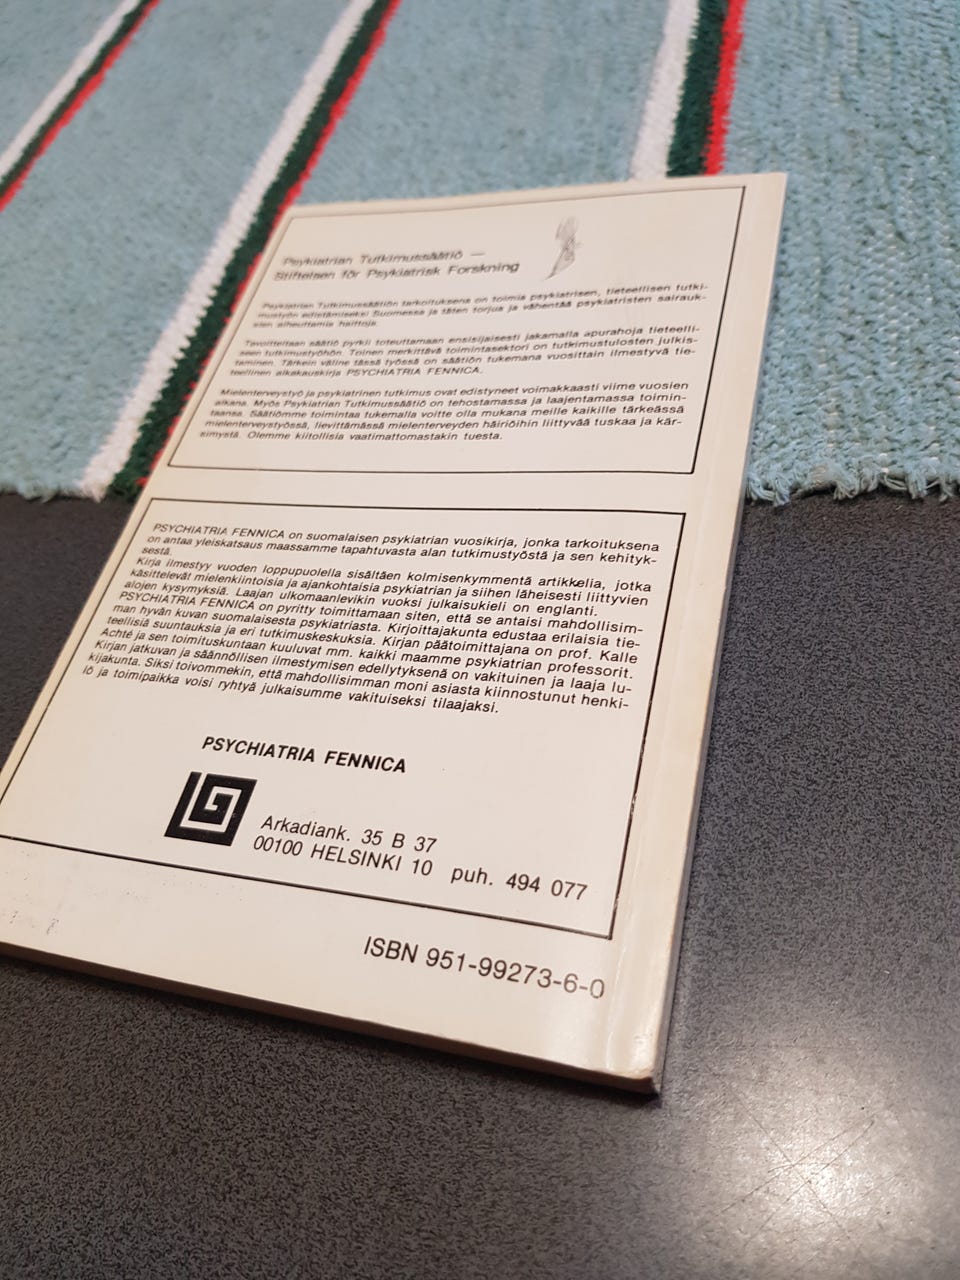 Psykiatrian Tutkimussäätiö —
Stiftelsen för Psykiatrisk Forskning
Psykiatrian Tutkimussäätiön tarkoituksena on toimia psykiatrisen, tieteellisen tutki-
mustyön edistämiseksi Suomessa ja täten torjua ja vähentää psykiatristen sairauk-
sien aiheuttamia haittoja.
Tavoitteitaan säätiö pyrkii toteuttamaan ensisijaisesti jakamalla apurahoja tieteelli-
seen tutkimustyöhön. Toinen merkittävä toimintasektori on tutkimustulosten julkis-
taminen. Tärkein väline tässä työssä on säätiön tukemana vuosittain ilmestyvä tie-
teellinen aikakauskirja PSYCHIATRIA FENNICA.
Mielenterveystyö ja psykiatrinen tutkimus ovat edistyneet voimakkaasti viime vuosien
aikana. Myös Psykiatrian Tutkimussäätiö on tehostamassa ja laajentamassa toimin-
taansa. Säätiömme toimintaa tukemalla voitte olla mukana meille kaikille tärkeässä
mielenterveystyössä, lievittämässä mielenterveyden häiriöihin liittyvää tuskaa ja kär-
simystä. Olemme kiitollisia vaatimattomastakin tuesta.
PSYCHIATRIA FENNICA on suomalaisen psykiatrian vuosikirja, jonka tarkoituksena
on antaa yleiskatsaus maassamme tapahtuvasta alan tutkimustyöstä ja sen kehityk-
sestä.
Kirja ilmestyy vuoden loppupuolella sisältäen kolmisenkymmentä artikkelia, jotka
käsittelevät mielenkiintoisia ja ajankohtaisia psykiatrian ja siihen läheisesti liittyvien
alojen kysymyksiä. Laajan ulkomaanlevikin vuoksi julkaisukieli on englanti.
PSYCHIATRIA FENNICA on pyritty toimittamaan siten, että se antaisi mahdollisim-
man hyvän kuvan suomalaisesta psykiatriasta. Kirjoittajakunta edustaa erilaisia tie-
teellisiä suuntauksia ja eri tutkimuskeskuksia. Kirjan päätoimittajana on prof. Kalle
Achté ja sen toimituskuntaan kuuluvat mm. kaikki maamme psykiatrian professorit.
Kirjan jatkuvan ja säännöllisen ilmestymisen edellytyksenä on vakituinen ja laaja lu-
kijakunta. Siksi toivommekin, että mahdollisimman moni asiasta kiinnostunut henki-
lö ja toimipaikka voisi ryhtyä julkaisumme vakituiseksi tilaajaksi.
PSYCHIATRIA FENNICA
Arkadiank. 35 B 37
00100 HELSINKI 10 puh. 494 077
ISBN 951-99273-6-0